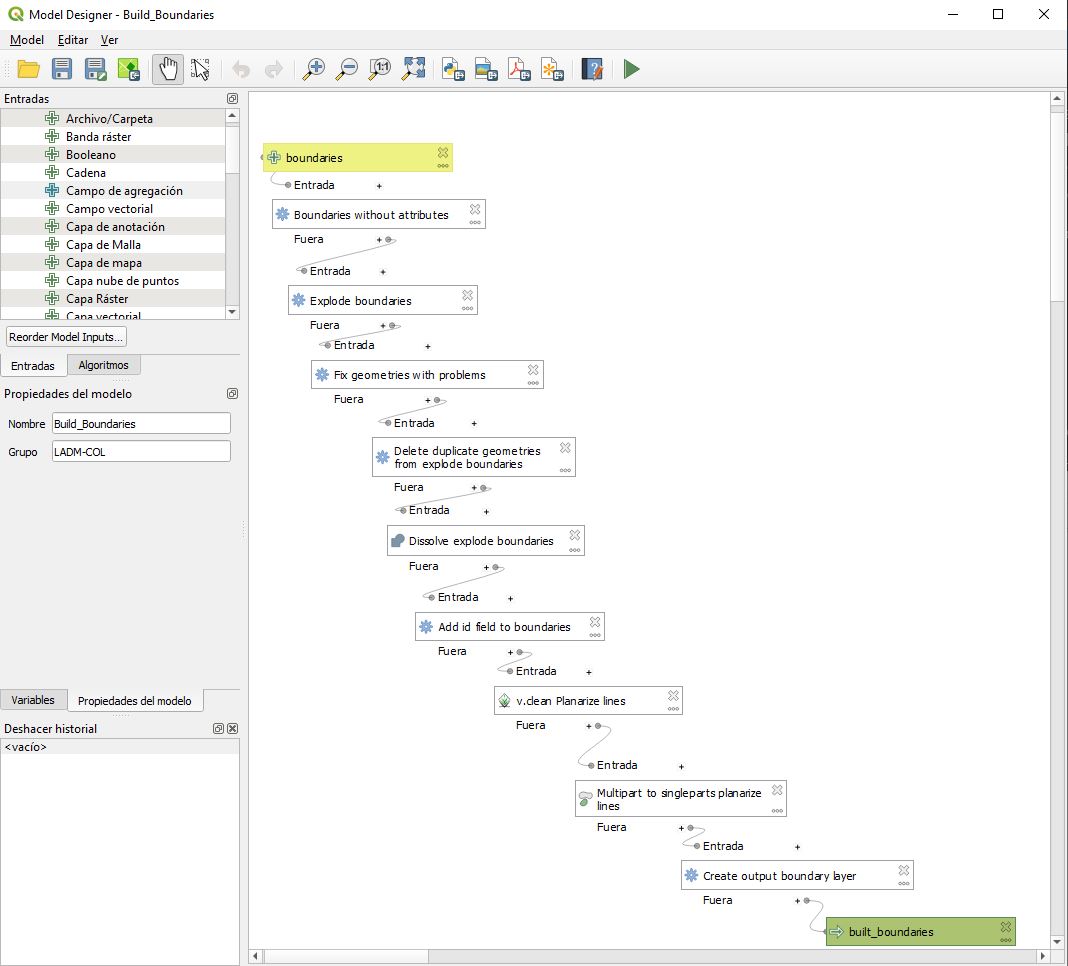 Model Designer - Build_Boundaries
Model Editar Ver
1:1
Entradas
Archivo/Carpeta
Banda ráster
Booleano
Cadena
Campo de agregación
Campo vectorial
Capa de anotación
Capa de Malla
Capa de mapa
Capa nube de puntos
Capa Ráster
Capa vectorial
Reorder Model Inputs...
Entradas Algoritmos
Propiedades del modelo
Nombre Build_Boundaries
Grupo LADM-COL
Variables Propiedades del modelo
Deshacer historial
<vacío>
boundaries
Entrada +
Boundaries without attributes
Fuera +
Entrada +
Explode boundaries
Fuera +
Entrada +
Fix geometries with problems
Fuera +
Entrada +
Delete duplicate geometries
from explode boundaries
Fuera +
Entrada +
Dissolve explode boundaries
Fuera +
Entrada +
Add id field to boundaries
Fuera +
Entrada +
v.clean Planarize lines
Fuera +
Entrada +
Multipart to singleparts planarize
lines
Fuera +
Entrada +
Create output boundary layer
Fuera +
built_boundaries